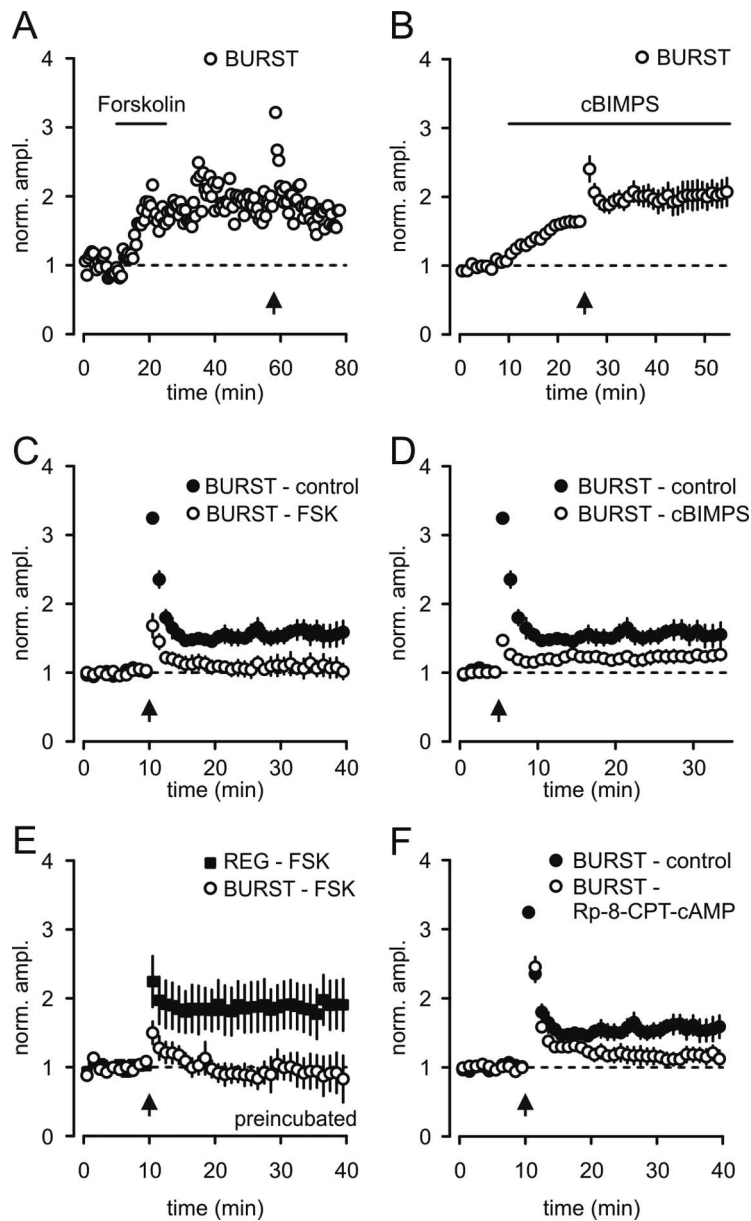 A
BURST
Forskolin
norm. ampl.
4
3
2
1
0
0 20 40 60 80
time (min)
B
BURST
cBIMPS
norm. ampl.
4
3
2
1
0
0 10 20 30 40 50
time (min)
C
BURST - control
BURST - FSK
norm. ampl.
4
3
2
1
0
0 10 20 30 40
time (min)
D
BURST - control
BURST - cBIMPS
norm. ampl.
4
3
2
1
0
0 10 20 30
time (min)
E
REG - FSK
BURST - FSK
norm. ampl.
4
3
2
1
0
preincubated
0 10 20 30 40
time (min)
F
BURST - control
BURST -
Rp-8-CPT-cAMP
norm. ampl.
4
3
2
1
0
0 10 20 30 40
time (min)